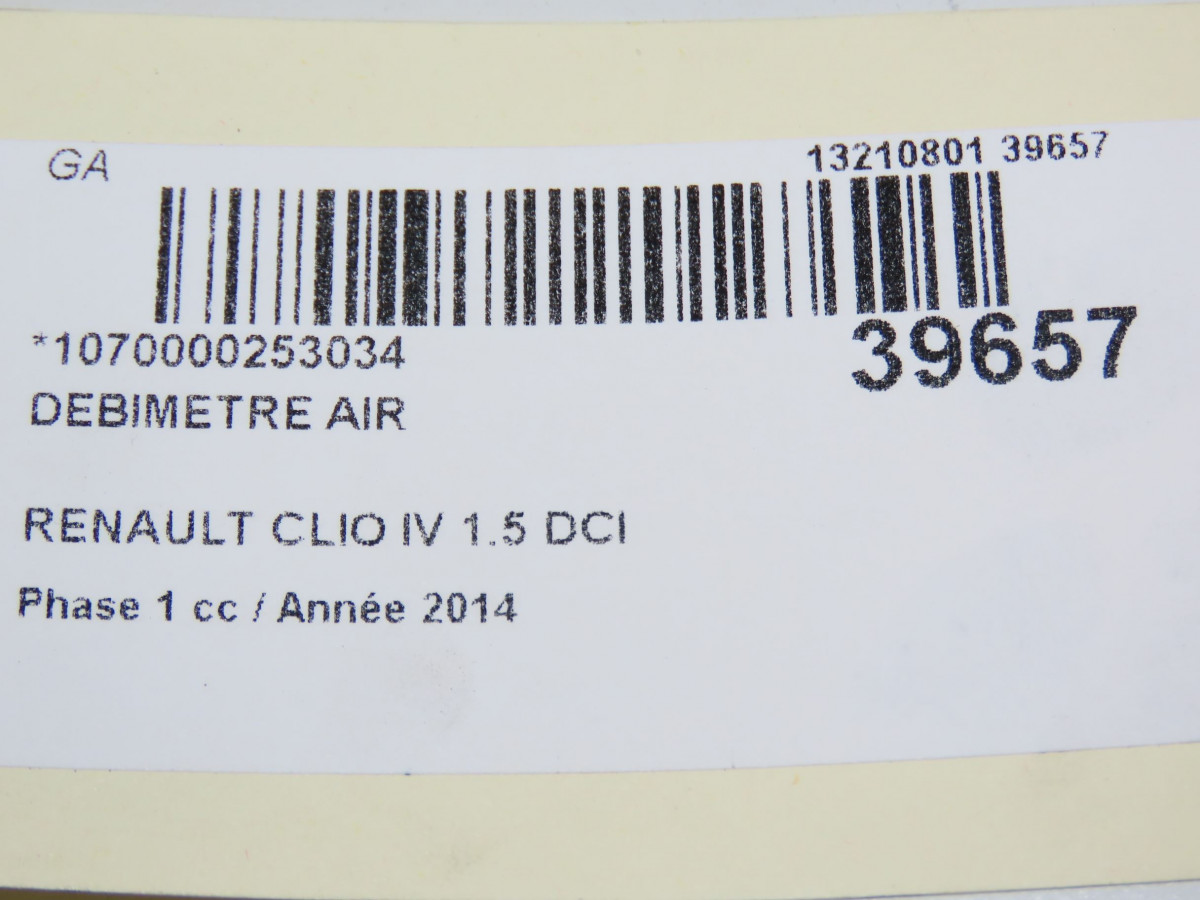 GA
13210801 39657
*1070000253034
39657
DEBIMETRE AIR
RENAULT CLIO IV 1.5 DCI
Phase 1 cc / Année 2014